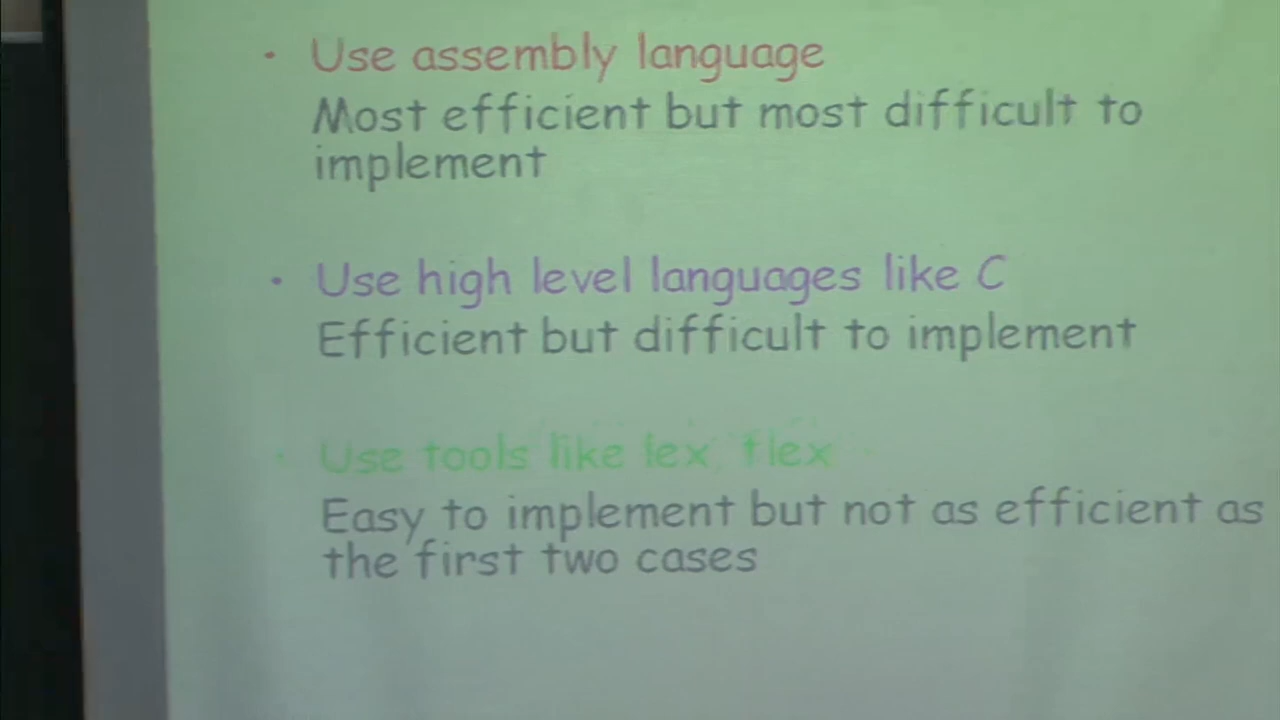 • Use assembly language
Most efficient but most difficult to
implement
• Use high level languages like C
Efficient but difficult to implement
• Use tools like lex, flex
Easy to implement but not as efficient as
the first two cases